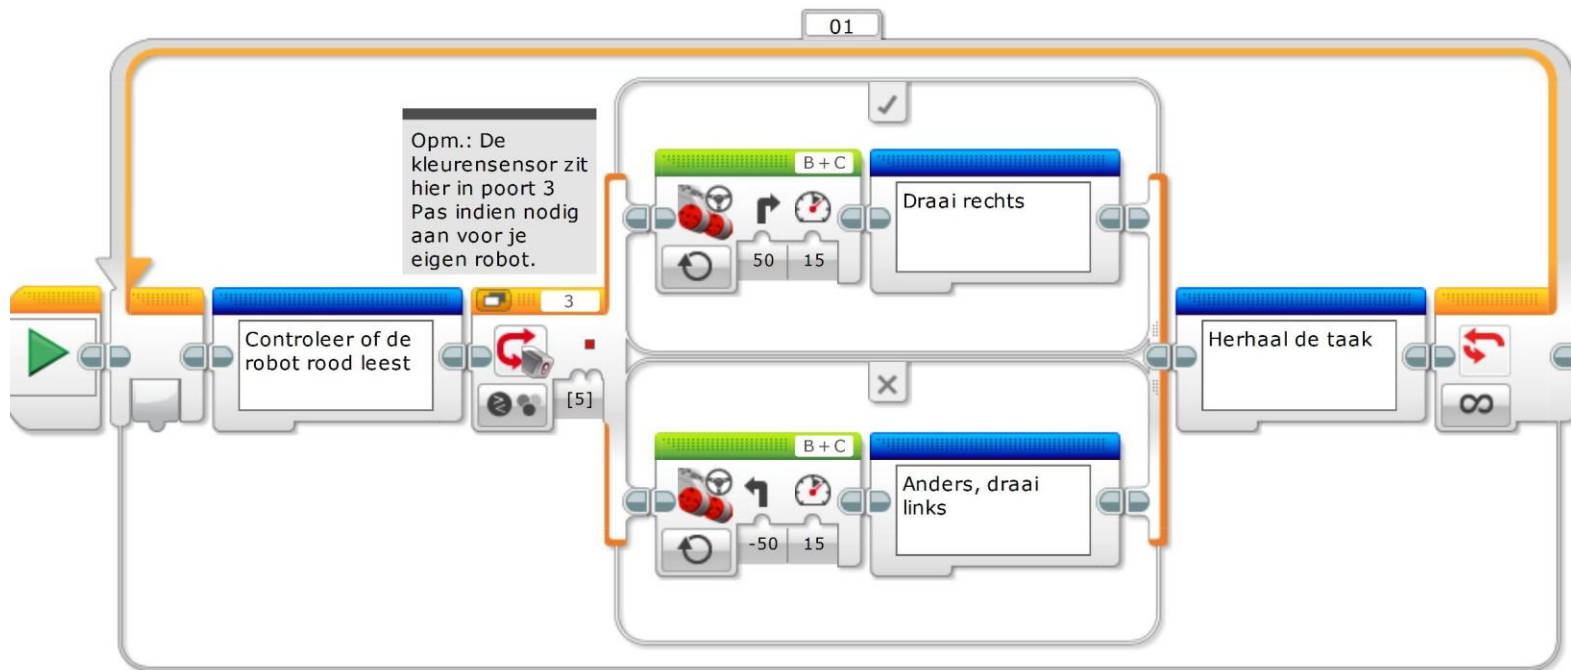 01
Opm.: De
kleurensensor zit
hier in poort 3
Pas indien nodig
aan voor je
eigen robot.
B + C
Draai rechts
50 15
3
Controleer of de
robot rood leest
[5]
Herhaal de taak
∞
B + C
Anders, draai
links
-50 15